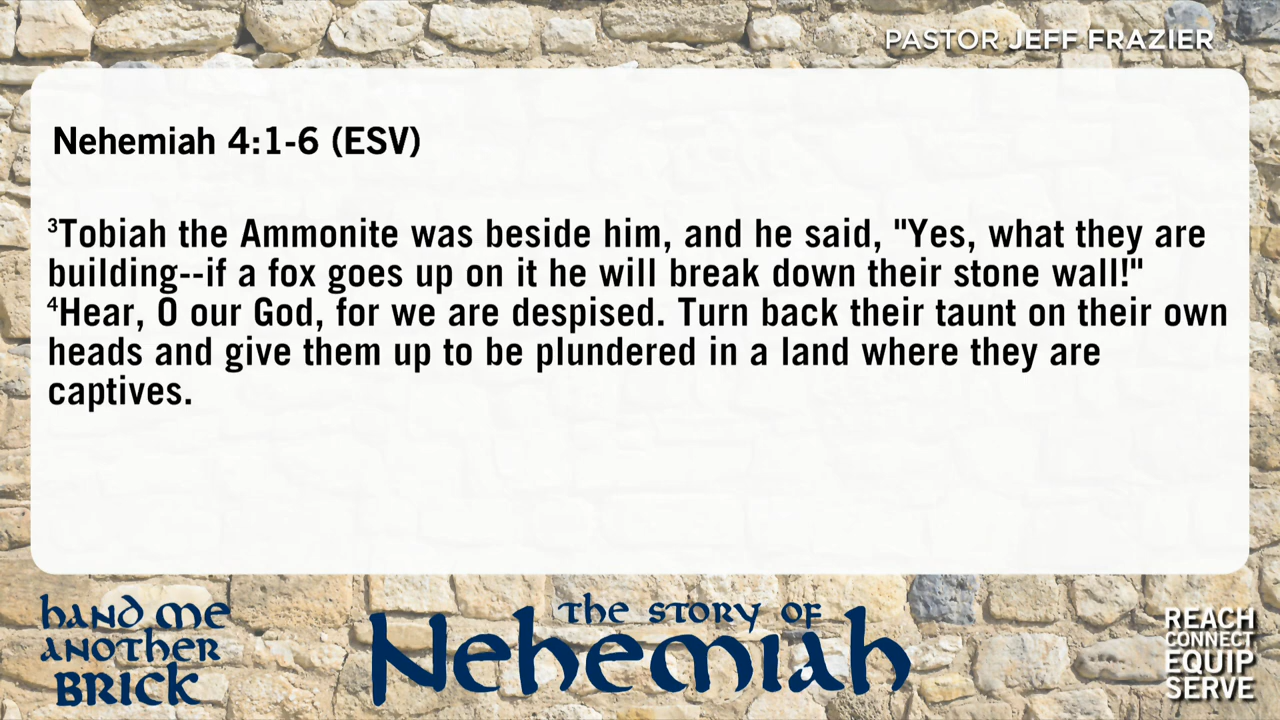 PASTOR JEFF FRAZIER
Nehemiah 4:1-6 (ESV)
³Tobiah the Ammonite was beside him, and he said, "Yes, what they are
building--if a fox goes up on it he will break down their stone wall!"
⁴Hear, O our God, for we are despised. Turn back their taunt on their own
heads and give them up to be plundered in a land where they are
captives.
hand me
another
BRICK
the story of
Nehemiah
REACH
CONNECT
EQUIP
SERVE